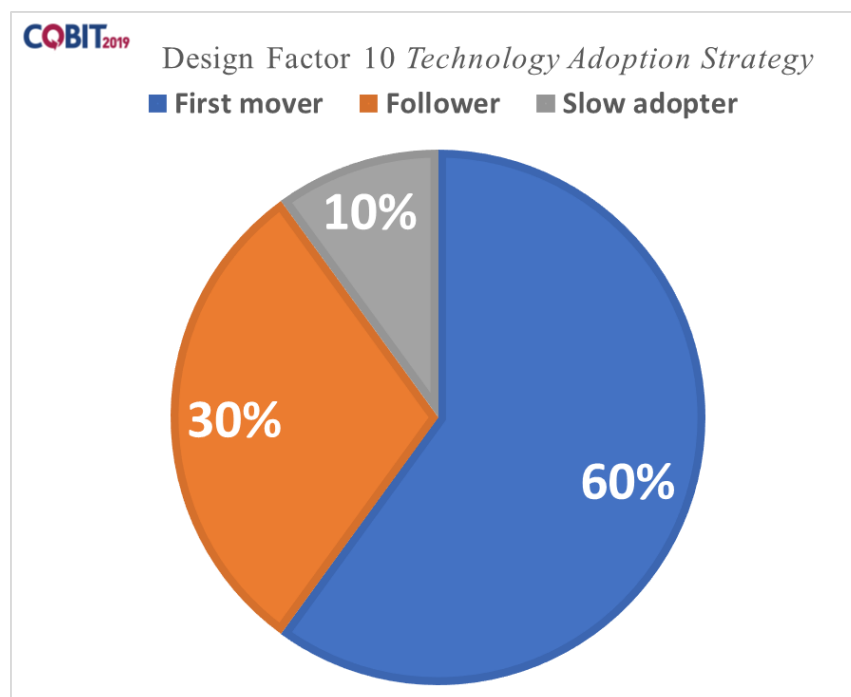 COBIT2019
Design Factor 10 Technology Adoption Strategy
First mover Follower Slow adopter
10%
30%
60%